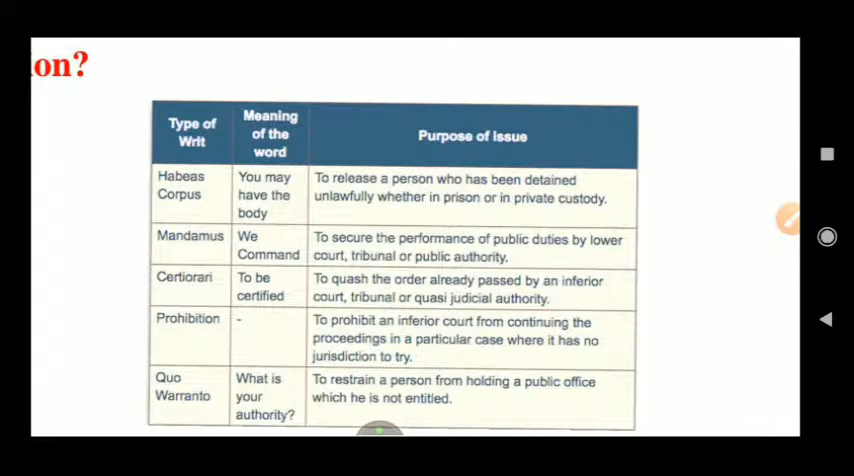 ion?
Type of Writ | Meaning of the word | Purpose of Issue
Habeas Corpus | You may have the body | To release a person who has been detained unlawfully whether in prison or in private custody.
Mandamus | We Command | To secure the performance of public duties by lower court, tribunal or public authority.
Certiorari | To be certified | To quash the order already passed by an inferior court, tribunal or quasi judicial authority.
Prohibition | - | To prohibit an inferior court from continuing the proceedings in a particular case where it has no jurisdiction to try.
Quo Warranto | What is your authority? | To restrain a person from holding a public office which he is not entitled.